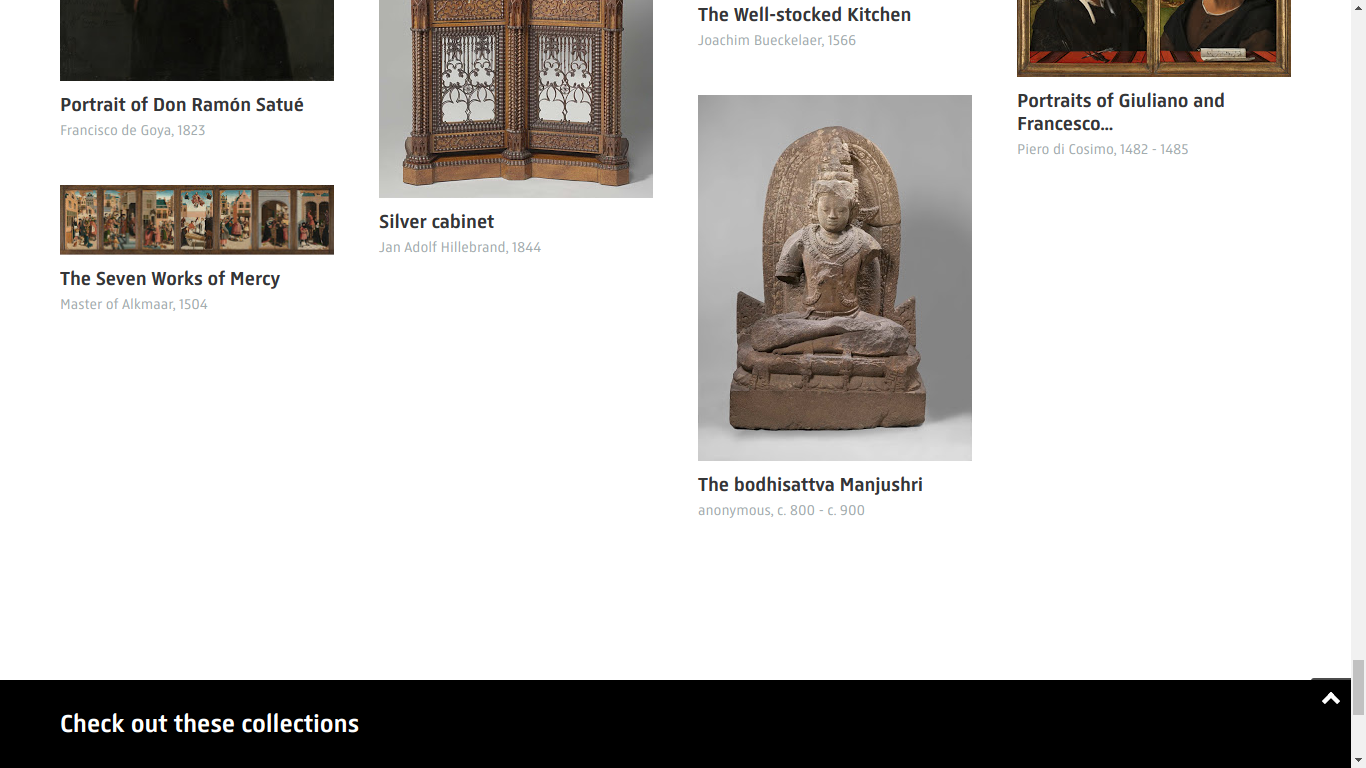 Portrait of Don Ramón Satué
Francisco de Goya, 1823
The Seven Works of Mercy
Master of Alkmaar, 1504
Silver cabinet
Jan Adolf Hillebrand, 1844
The Well-stocked Kitchen
Joachim Bueckelaer, 1566
The bodhisattva Manjushri
anonymous, c. 800 - c. 900
Portraits of Giuliano and
Francesco...
Piero di Cosimo, 1482 - 1485
Check out these collections